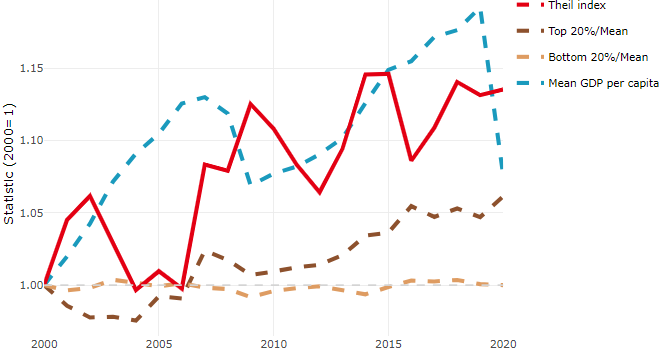 Theil index
Top 20%/Mean
Bottom 20%/Mean
Mean GDP per capita
Statistic (2000=1)
1.15
1.10
1.05
1.00
2000
2005
2010
2015
2020